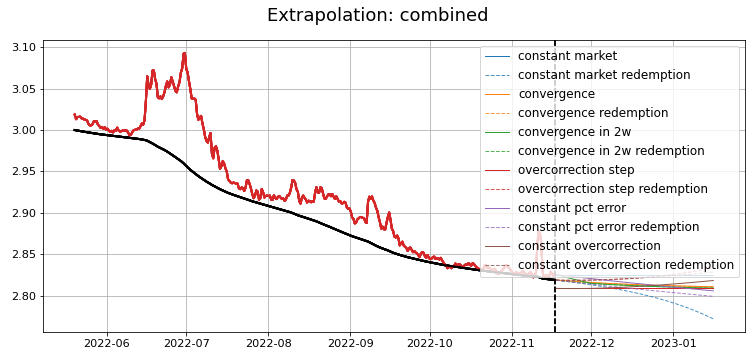 Extrapolation: combined
3.10
3.05
3.00
2.95
2.90
2.85
2.80
constant market
constant market redemption
convergence
convergence redemption
convergence in 2w
convergence in 2w redemption
overcorrection step
overcorrection step redemption
constant pct error
constant pct error redemption
constant overcorrection
constant overcorrection redemption
2022-06
2022-07
2022-08
2022-09
2022-10
2022-11
2022-12
2023-01